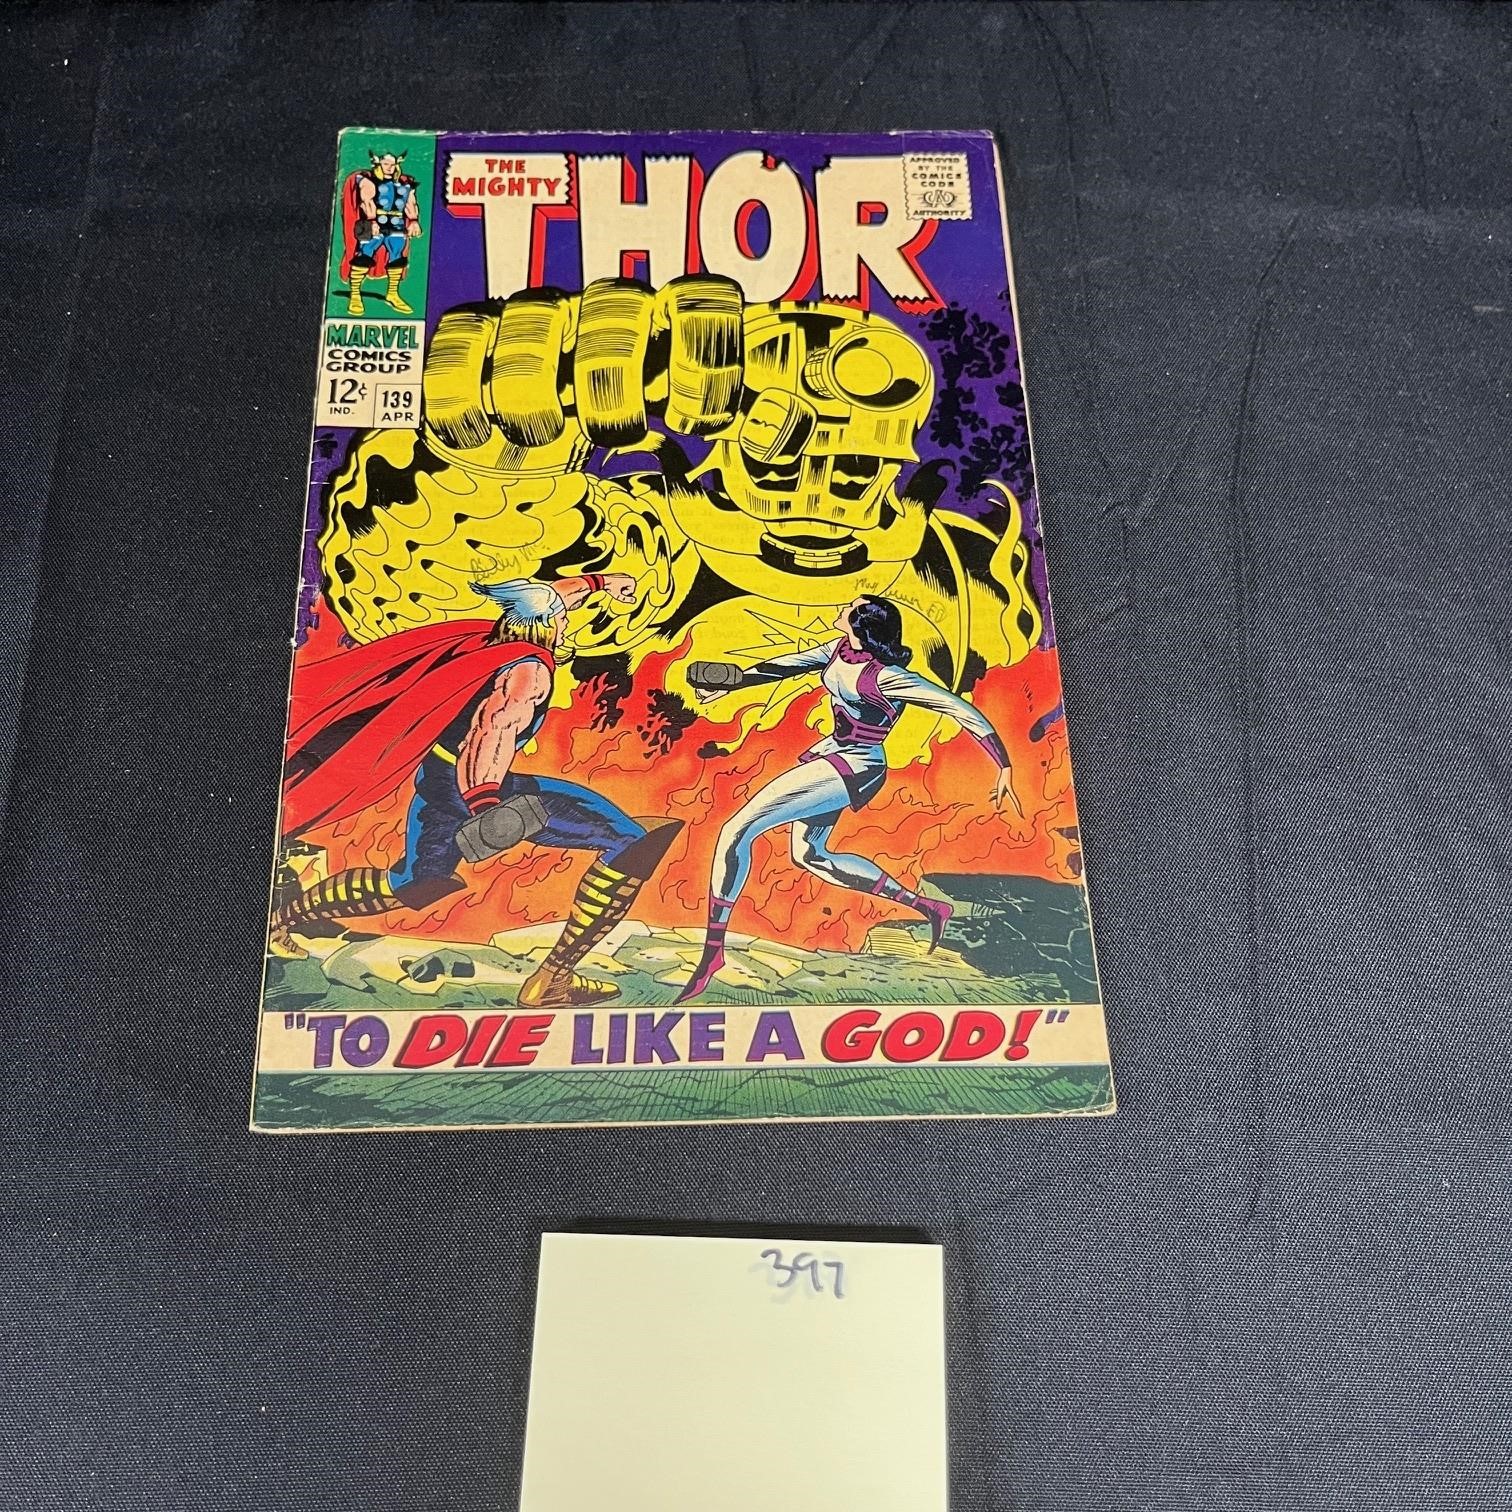 THE
MIGHTY
THOR
APPROVED
BY THE
COMICS
CODE
CA
AUTHORITY
MARVEL
COMICS
GROUP
12¢
IND.
139
APR
"TO DIE LIKE A GOD!"
397